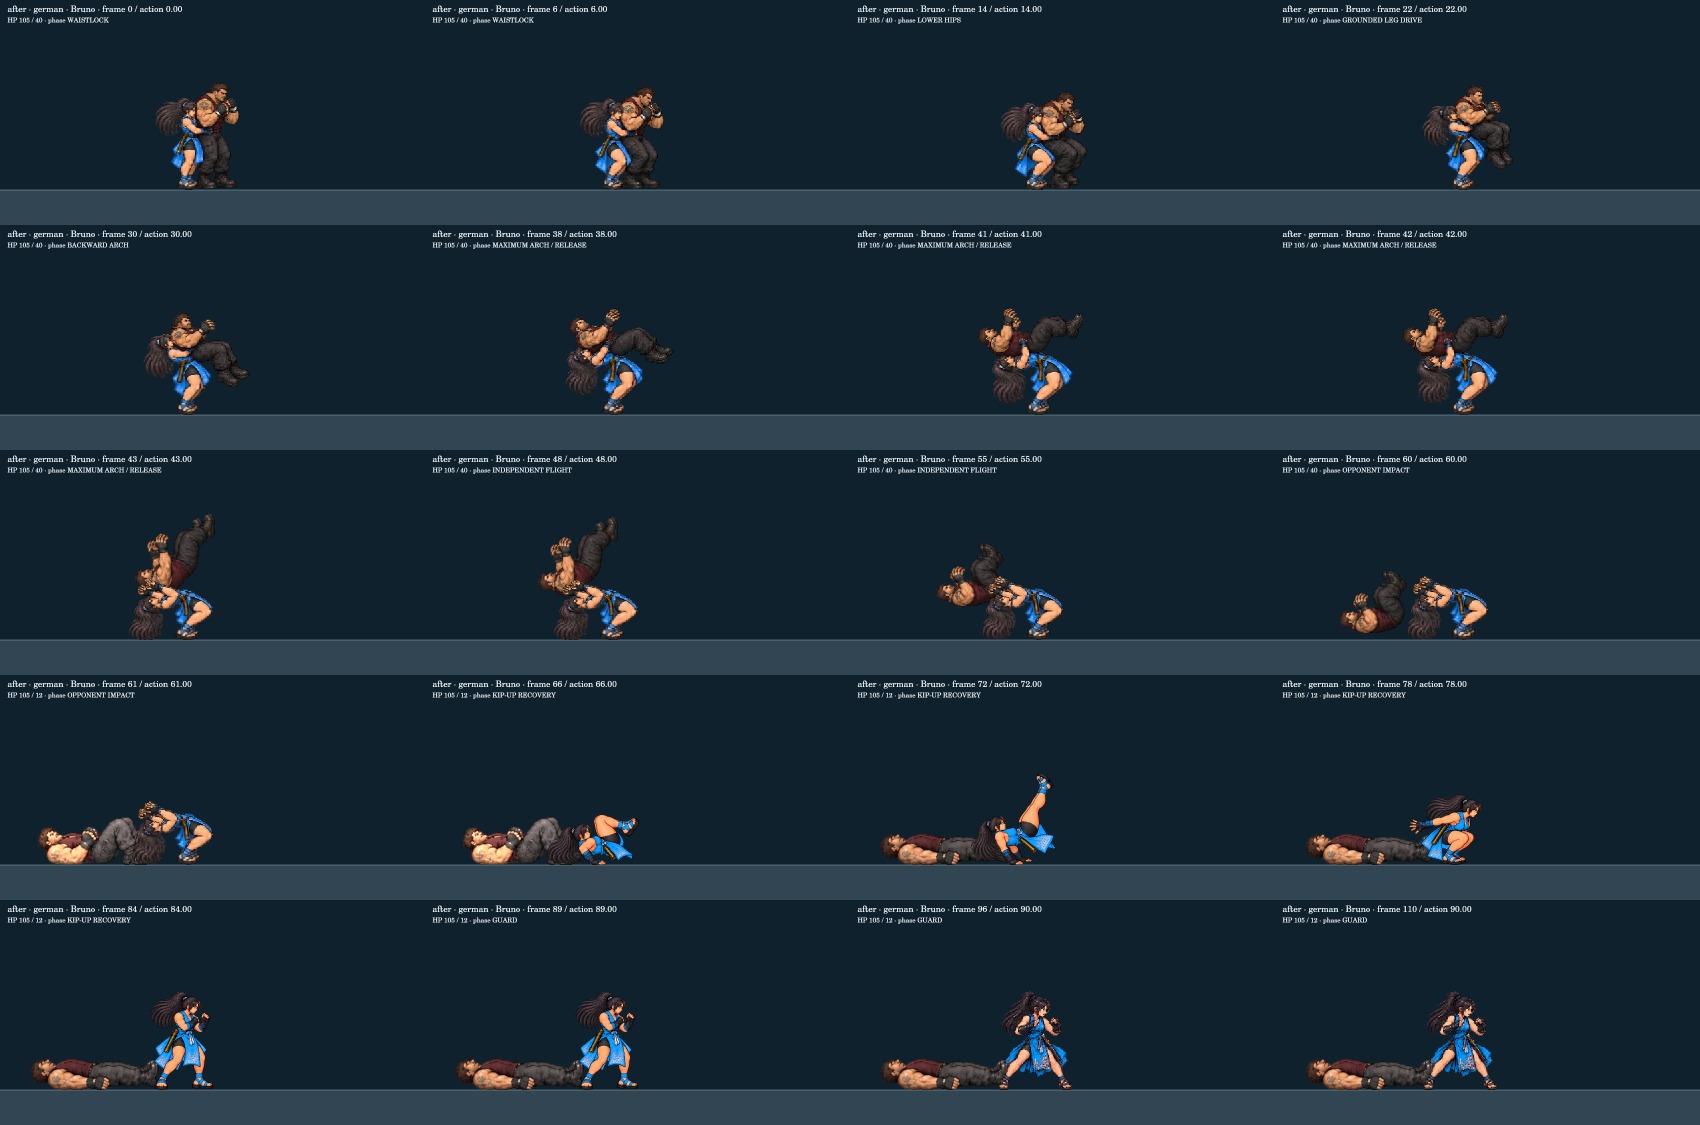 after - german - Bruno - frame 0 / action 0.00
HP 105 / 40 - phase WAISTLOCK
after - german - Bruno - frame 6 / action 6.00
HP 105 / 40 - phase WAISTLOCK
after - german - Bruno - frame 14 / action 14.00
HP 105 / 40 - phase LOWER HIPS
after - german - Bruno - frame 22 / action 22.00
HP 105 / 40 - phase GROUNDED LEG DRIVE
after - german - Bruno - frame 30 / action 30.00
HP 105 / 40 - phase BACKWARD ARCH
after - german - Bruno - frame 38 / action 38.00
HP 105 / 40 - phase MAXIMUM ARCH / RELEASE
after - german - Bruno - frame 41 / action 41.00
HP 105 / 40 - phase MAXIMUM ARCH / RELEASE
after - german - Bruno - frame 42 / action 42.00
HP 105 / 40 - phase MAXIMUM ARCH / RELEASE
after - german - Bruno - frame 43 / action 43.00
HP 105 / 40 - phase MAXIMUM ARCH / RELEASE
after - german - Bruno - frame 48 / action 48.00
HP 105 / 40 - phase INDEPENDENT FLIGHT
after - german - Bruno - frame 55 / action 55.00
HP 105 / 40 - phase INDEPENDENT FLIGHT
after - german - Bruno - frame 60 / action 60.00
HP 105 / 40 - phase OPPONENT IMPACT
after - german - Bruno - frame 61 / action 61.00
HP 105 / 12 - phase OPPONENT IMPACT
after - german - Bruno - frame 66 / action 66.00
HP 105 / 12 - phase KIP-UP RECOVERY
after - german - Bruno - frame 72 / action 72.00
HP 105 / 12 - phase KIP-UP RECOVERY
after - german - Bruno - frame 78 / action 78.00
HP 105 / 12 - phase KIP-UP RECOVERY
after - german - Bruno - frame 84 / action 84.00
HP 105 / 12 - phase KIP-UP RECOVERY
after - german - Bruno - frame 89 / action 89.00
HP 105 / 12 - phase GUARD
after - german - Bruno - frame 96 / action 90.00
HP 105 / 12 - phase GUARD
after - german - Bruno - frame 110 / action 90.00
HP 105 / 12 - phase GUARD